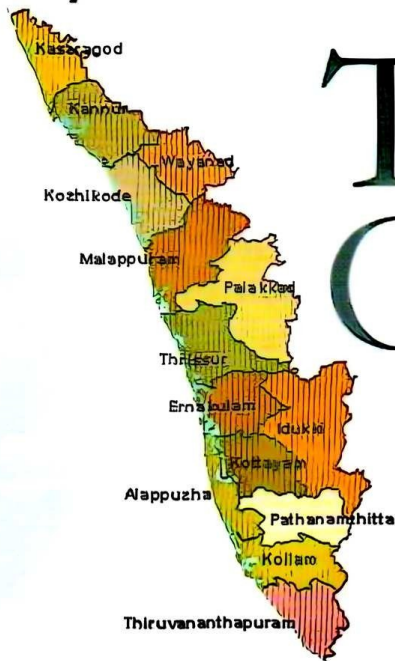 T
Kasaragod
Kannur
Wayanad
Kozhikode
C
Malappuram
Palakkad
Thrissur
Ernakulam
Idukki
Kottayam
Alappuzha
Pathanamthitta
Kollam
Thiruvananthapuram